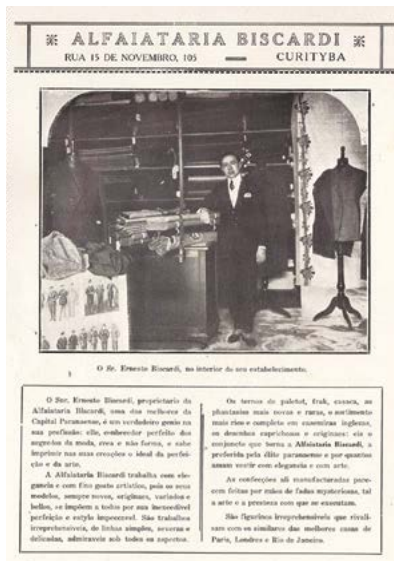 ALFAIATARIA BISCARDI
RUA 15 DE NOVEMBRO, 105 — CURITYBA
O Sr. Ernesto Biscardi, no interior do seu estabelecimento.
O Snr. Ernesto Biscardi, proprietario da
Alfaiataria Biscardi, uma das melhores da
Capital Paranaense, é um verdadeiro genio na
sua profissão: elle, conhecedor perfeito dos
segredos da moda, crea e não forma, e sabe
imprimir nas suas creações o ideal da perfei-
ção e da arte.
A Alfaiataria Biscardi trabalha com ele-
gancia e com fino gosto artistico, pois os seus
modelos, sempre novos, originaes, variados e
bellos, se impõem a todos por sua inexcedivel
perfeição e estylo impeccavel. São trabalhos
irreprehensiveis, de linhas simples, severas e
delicadas, admiraveis sob todos os aspectos.
Os ternos de paletot, frak, casaca, as
phantasias mais novas e raras, o sortimento
mais rico e completo em casemiras inglezas,
os desenhos caprichosos e originaes: eis o
conjuncto que torna a Alfaiataria Biscardi, a
preferida pela élite paranaense e por quantos
amam vestir com elegancia e com arte.
As confecções ali manufacturadas pare-
cem feitas por mãos de fadas mysteriosas, tal
a arte e a presteza com que se executam.
São figurinos irreprehensiveis que rivali-
sam com os similares das melhores casas de
Paris, Londres e Rio de Janeiro.